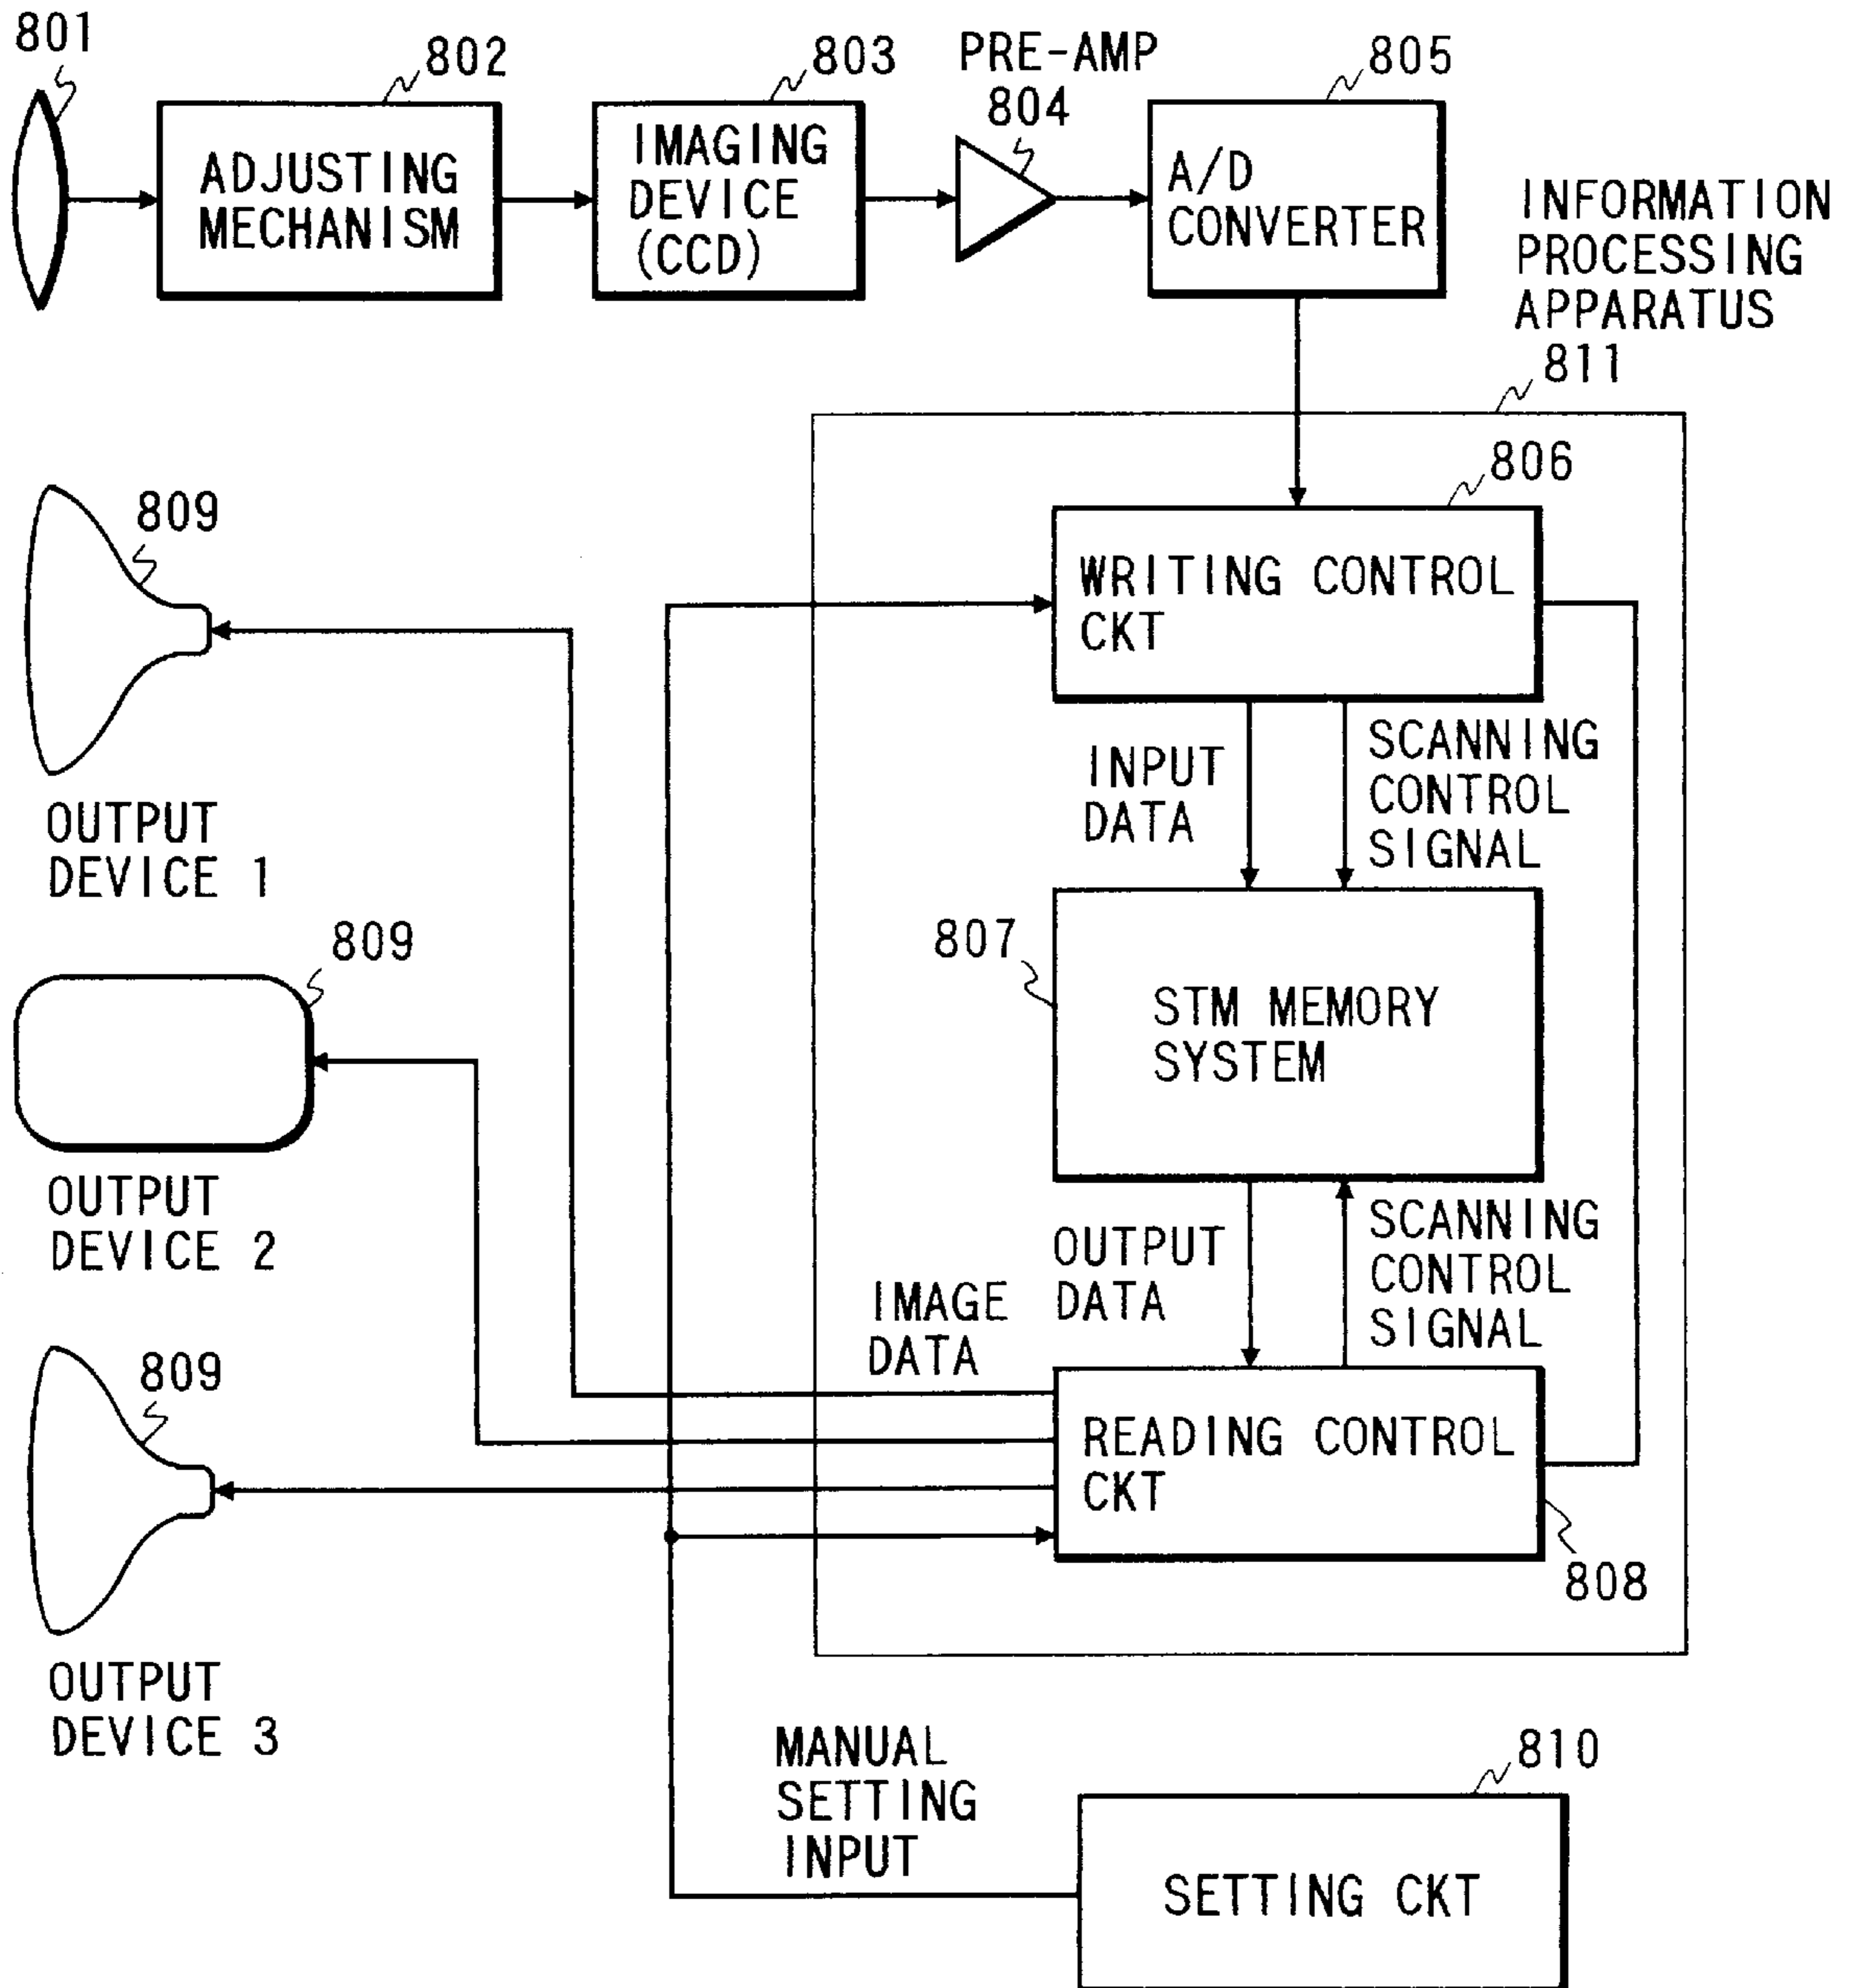 801
802
803
PRE-AMP
804
805
ADJUSTING
MECHANISM
IMAGING
DEVICE
(CCD)
A/D
CONVERTER
INFORMATION
PROCESSING
APPARATUS
811
806
809
WRITING CONTROL
CKT
OUTPUT
DEVICE 1
INPUT
DATA
SCANNING
CONTROL
SIGNAL
809
807
STM MEMORY
SYSTEM
OUTPUT
DEVICE 2
OUTPUT
DATA
SCANNING
CONTROL
SIGNAL
IMAGE
DATA
809
READING CONTROL
CKT
808
OUTPUT
DEVICE 3
MANUAL
SETTING
INPUT
810
SETTING CKT